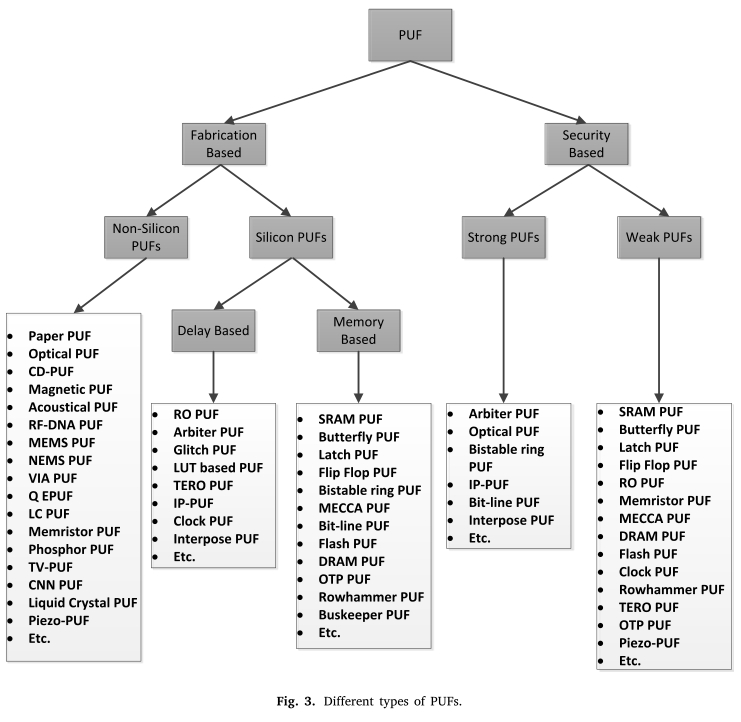 PUF
Fabrication
Based
Security
Based
Non-Silicon
PUFs
Silicon PUFs
Strong PUFs
Weak PUFs
Delay Based
Memory
Based
• Paper PUF
• Optical PUF
• CD-PUF
• Magnetic PUF
• Acoustical PUF
• RF-DNA PUF
• MEMS PUF
• NEMS PUF
• VIA PUF
• Q EPUF
• LC PUF
• Memristor PUF
• Phosphor PUF
• TV-PUF
• CNN PUF
• Liquid Crystal PUF
• Piezo-PUF
• Etc.
• RO PUF
• Arbiter PUF
• Glitch PUF
• LUT based PUF
• TERO PUF
• IP-PUF
• Clock PUF
• Interpose PUF
• Etc.
• SRAM PUF
• Butterfly PUF
• Latch PUF
• Flip Flop PUF
• Bistable ring PUF
• MECCA PUF
• Bit-line PUF
• Flash PUF
• DRAM PUF
• OTP PUF
• Rowhammer PUF
• Buskeeper PUF
• Etc.
• Arbiter PUF
• Optical PUF
• Bistable ring
PUF
• IP-PUF
• Bit-line PUF
• Interpose PUF
• Etc.
• SRAM PUF
• Butterfly PUF
• Latch PUF
• Flip Flop PUF
• RO PUF
• Memristor PUF
• MECCA PUF
• DRAM PUF
• Flash PUF
• Clock PUF
• Rowhammer PUF
• TERO PUF
• OTP PUF
• Piezo-PUF
• Etc.
Fig. 3. Different types of PUFs.